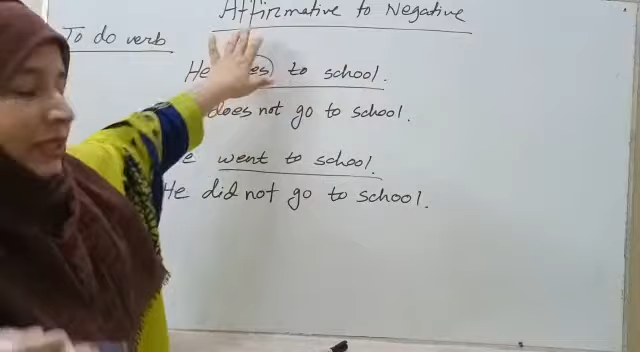 Affirmative to Negative
To do verb
He es to school.
does not go to school.
e went to school.
He did not go to school.